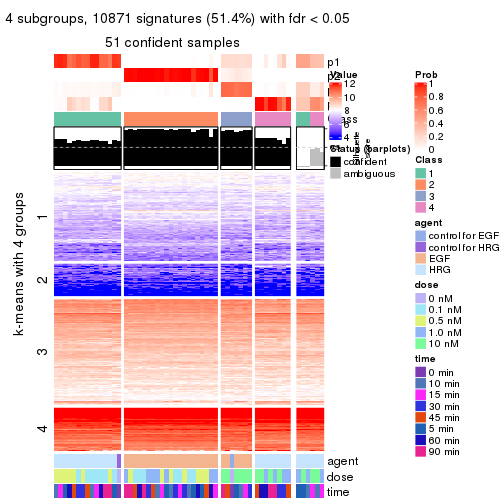 4 subgroups, 10871 signatures (51.4%) with fdr < 0.05
51 confident samples
p1
Value
12
10
8
6
4
Prob
1
0.8
0.6
0.4
0.2
0
Status (barplots)
confident
ambiguous
Class
1
2
3
4
agent
control for EGF
control for HRG
EGF
HRG
dose
0 nM
0.1 nM
0.5 nM
1.0 nM
10 nM
time
0 min
10 min
15 min
30 min
45 min
5 min
60 min
90 min
k-means with 4 groups
1
2
3
4
agent
dose
time